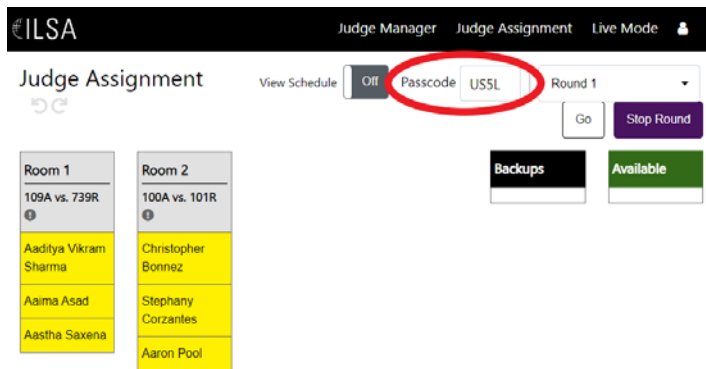 ILSA
Judge Manager Judge Assignment Live Mode
Judge Assignment
View Schedule Off Passcode US5L Round 1
Go Stop Round
Room 1
109A vs. 739R
Aaditya Vikram
Sharma
Aaima Asad
Aastha Saxena
Room 2
100A vs. 101R
Christopher
Bonnez
Stephany
Corzantes
Aaron Pool
Backups
Available